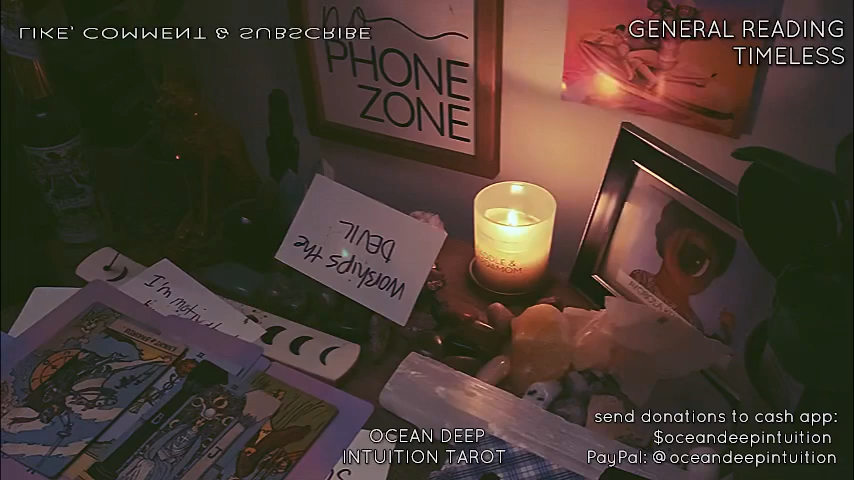 LIKE, COMMENT & SUBSCRIBE
GENERAL READING
TIMELESS
no
PHONE
ZONE
Worships the
DEVIL
I'm
OCEAN DEEP
INTUITION TAROT
send donations to cash app:
$oceandeepintuition
PayPal: @oceandeepintuition